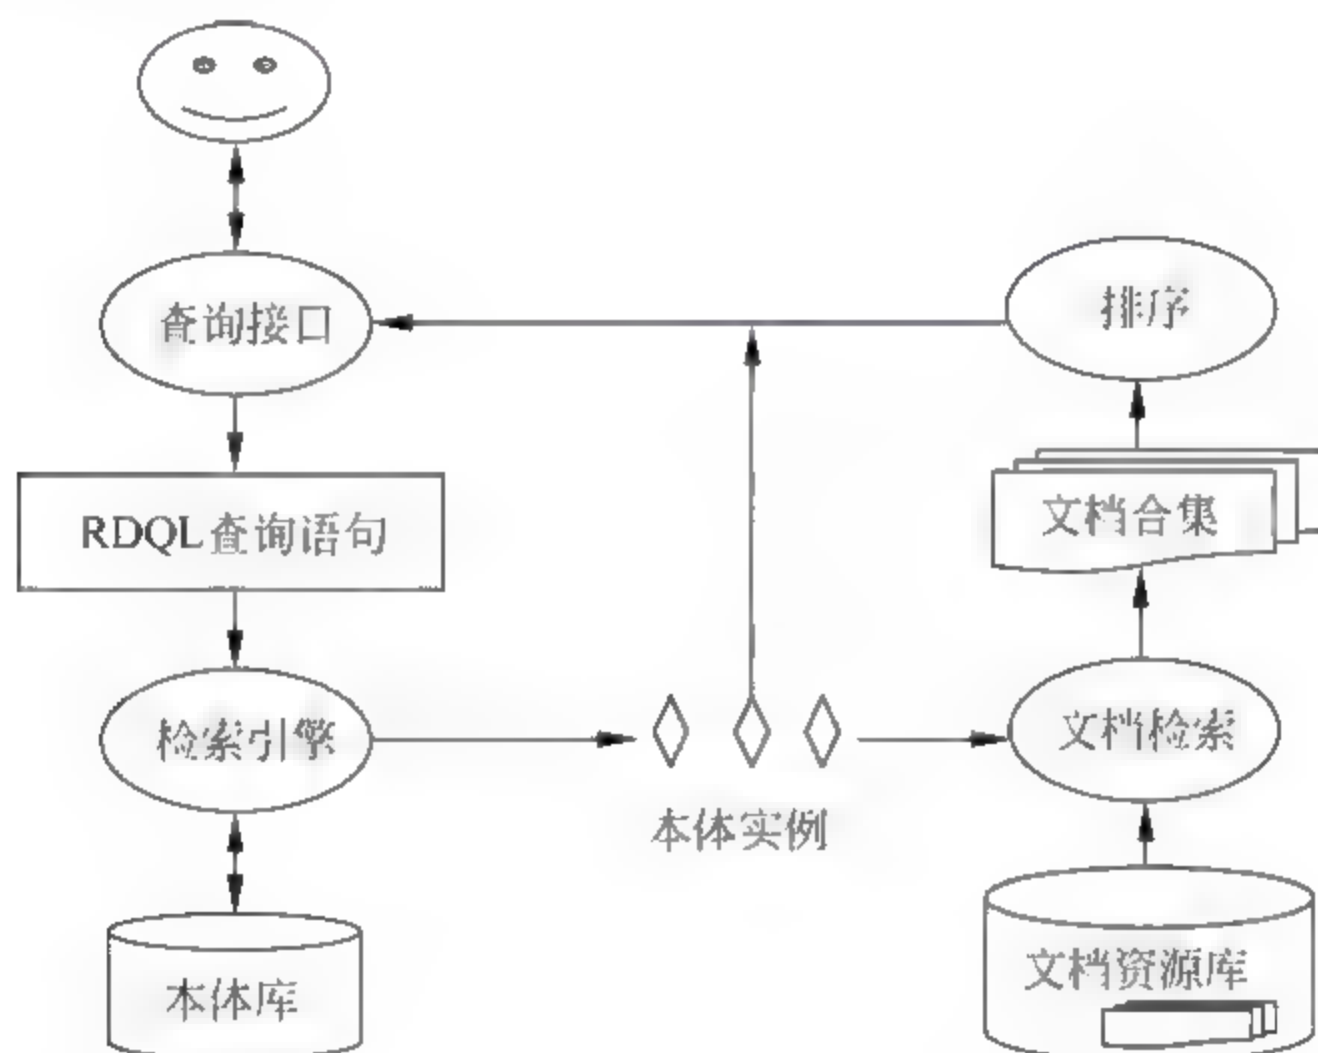 查询接口
排序
RDQL查询语句
文档合集
检索引擎
文档检索
本体实例
本体库
文档资源库